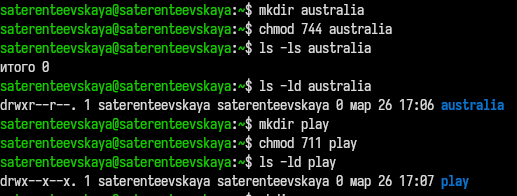 saterenteevskaya@saterenteevskaya:~$ mkdir australia
saterenteevskaya@saterenteevskaya:~$ chmod 744 australia
saterenteevskaya@saterenteevskaya:~$ ls -ls australia
итого 0
saterenteevskaya@saterenteevskaya:~$ ls -ld australia
drwxr--r--. 1 saterenteevskaya saterenteevskaya 0 мар 26 17:06 australia
saterenteevskaya@saterenteevskaya:~$ mkdir play
saterenteevskaya@saterenteevskaya:~$ chmod 711 play
saterenteevskaya@saterenteevskaya:~$ ls -ld play
drwx--x--x. 1 saterenteevskaya saterenteevskaya 0 мар 26 17:07 play